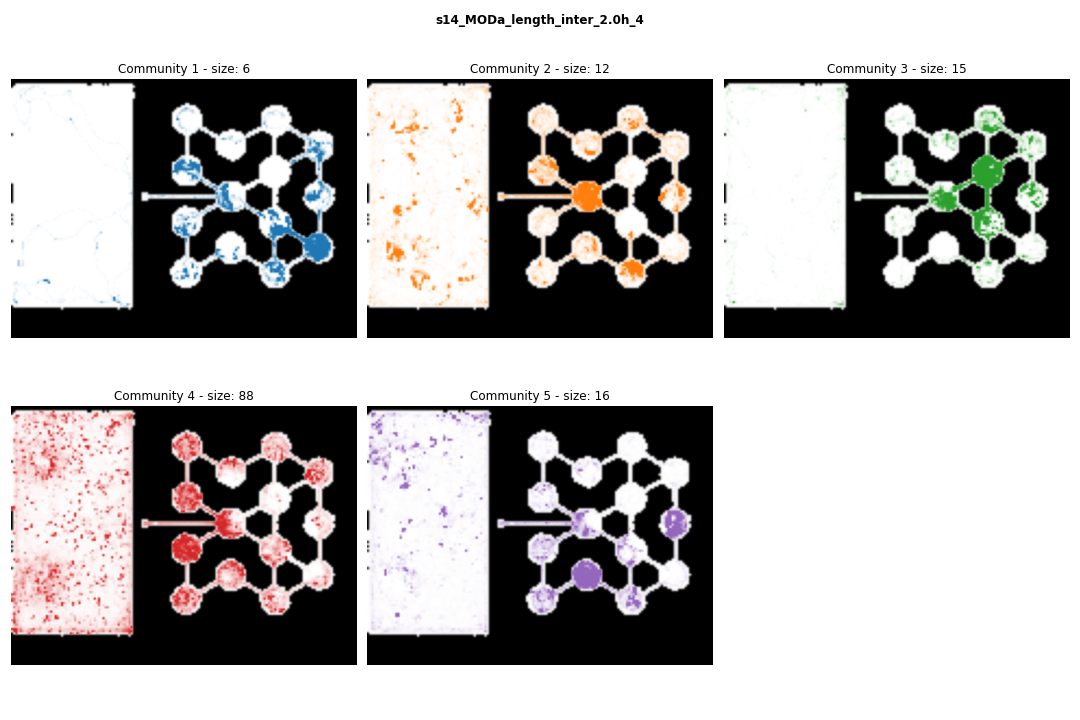 s14_MODa_length_inter_2.0h_4
Community 1 - size: 6
Community 2 - size: 12
Community 3 - size: 15
Community 4 - size: 88
Community 5 - size: 16